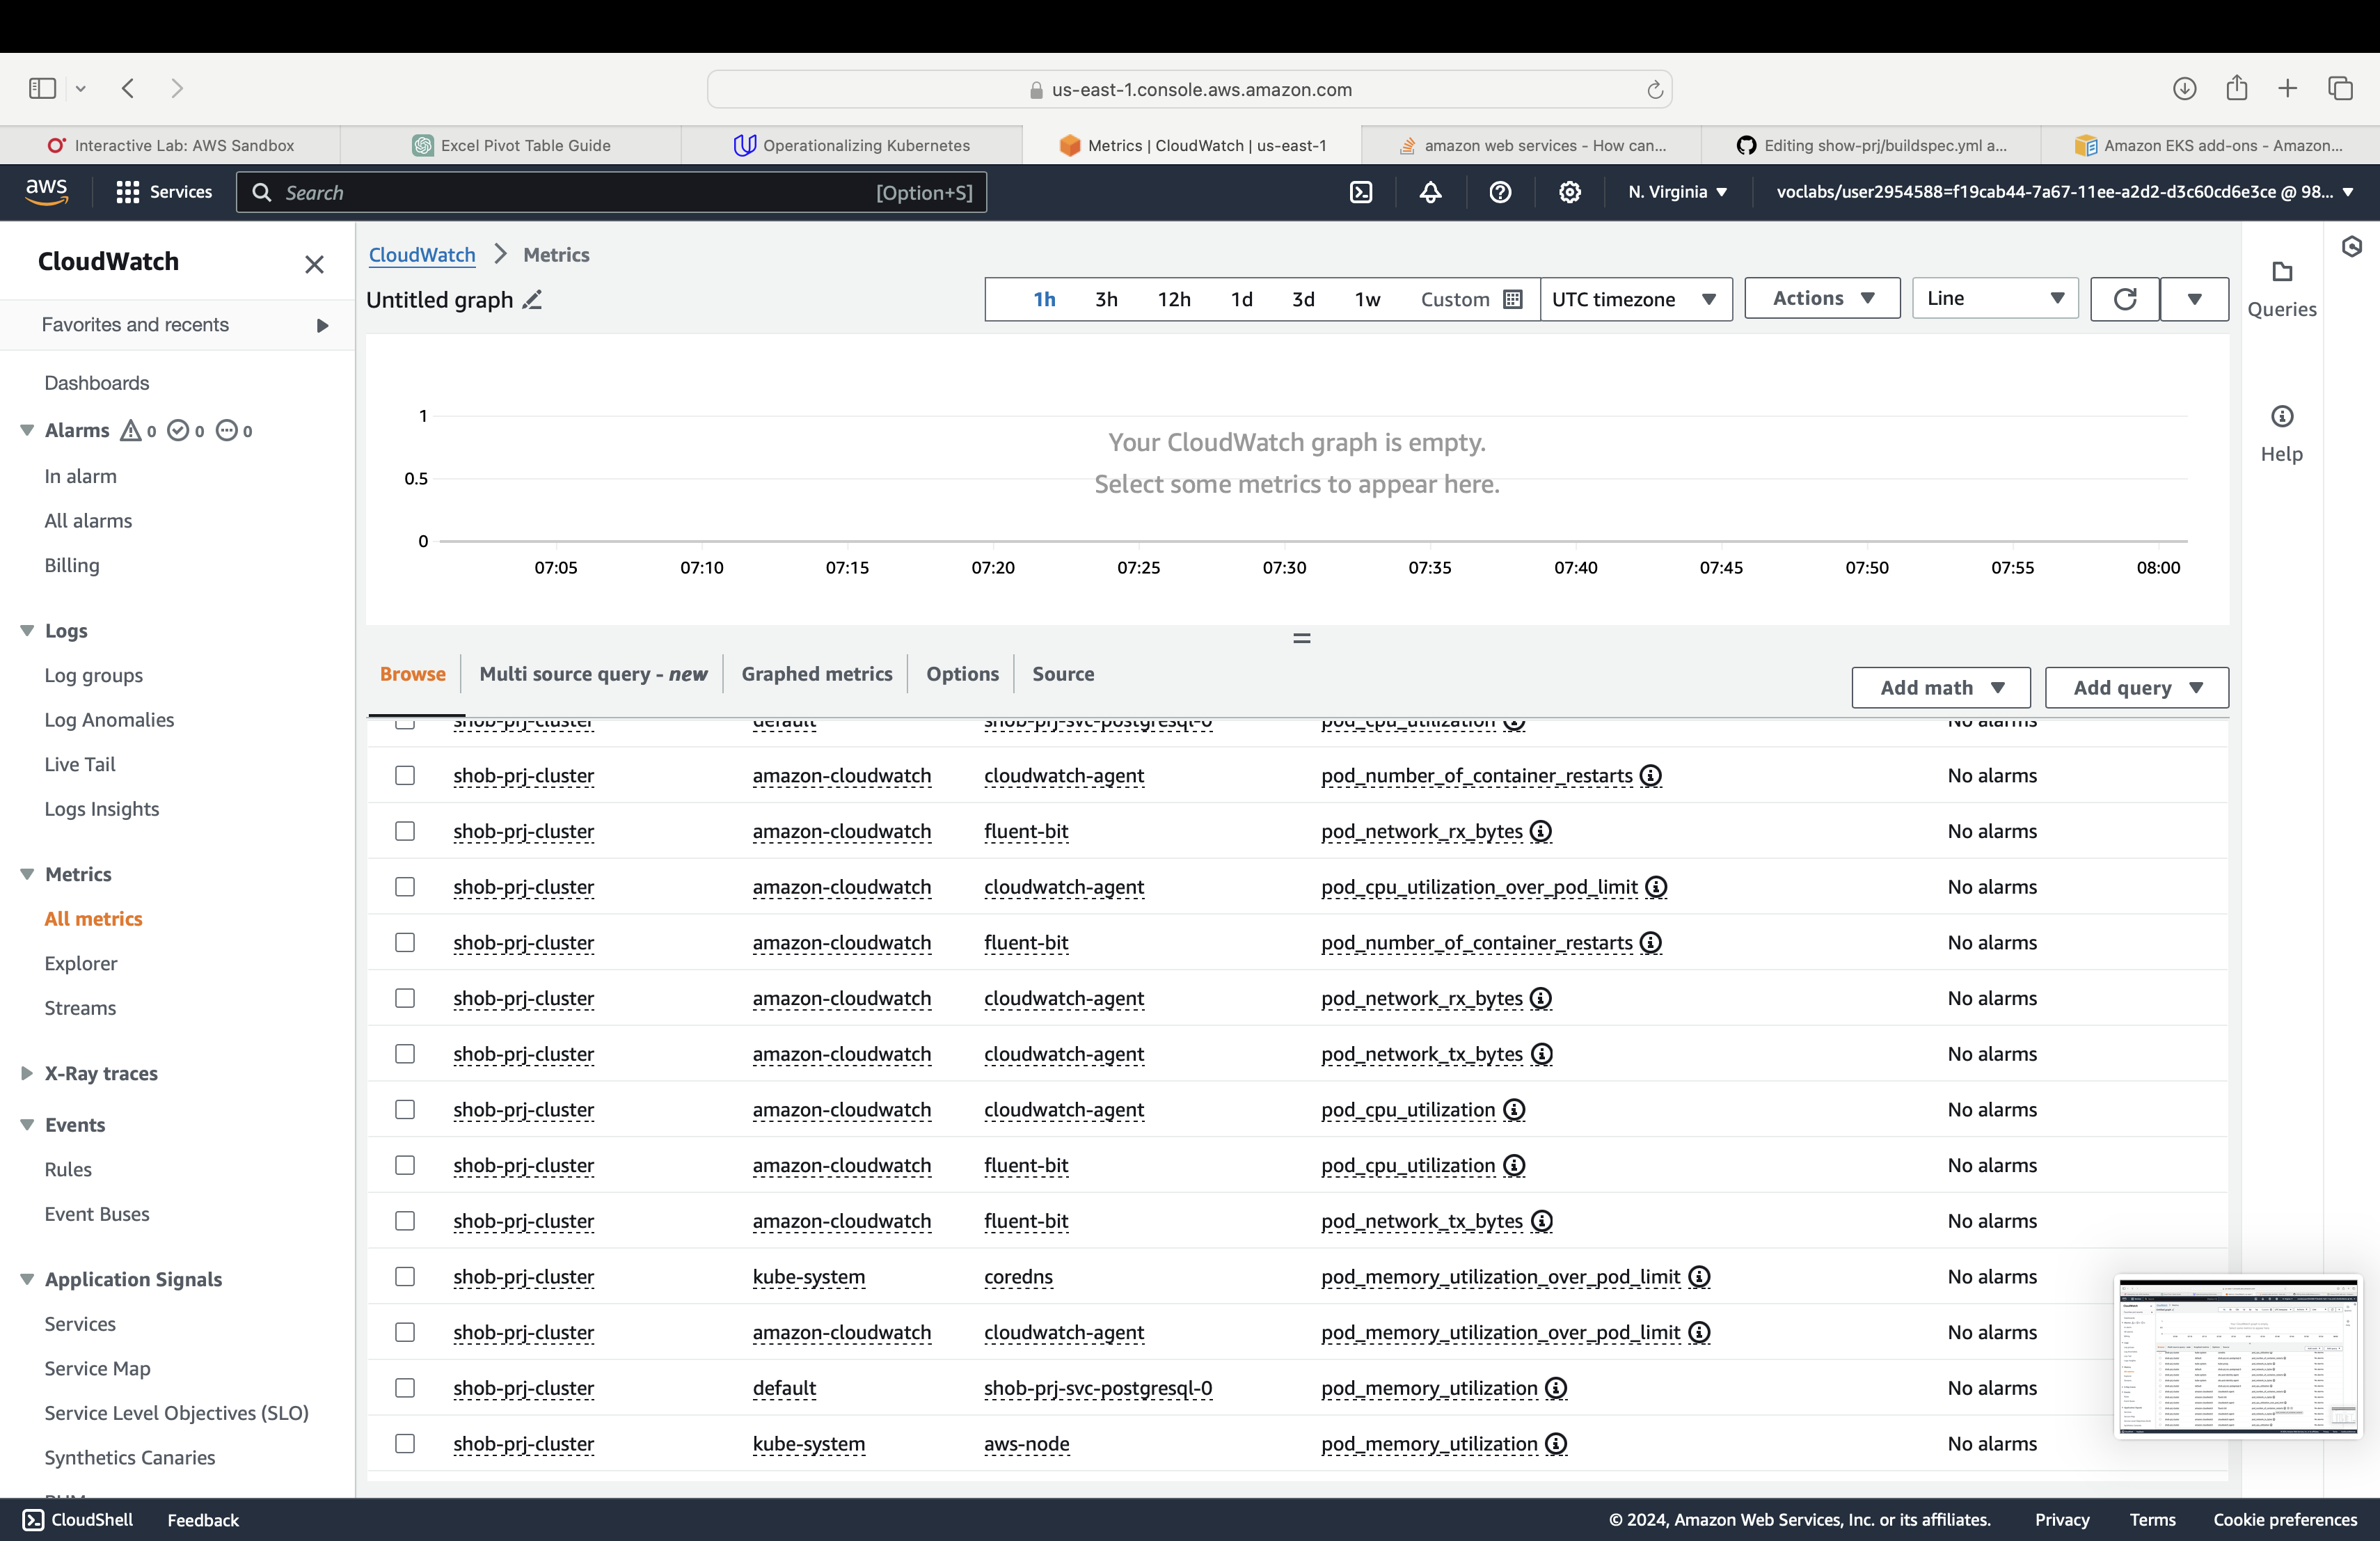 us-east-1.console.aws.amazon.com
Interactive Lab: AWS Sandbox
Excel Pivot Table Guide
Operationalizing Kubernetes
Metrics | CloudWatch | us-east-1
amazon web services - How can...
Editing show-prj/buildspec.yml a...
Amazon EKS add-ons - Amazon...
aws
Services
Search
[Option+S]
N. Virginia
voclabs/user2954588=f19cab44-7a67-11ee-a2d2-d3c60cd6e3ce @ 98...
CloudWatch
Favorites and recents
Dashboards
Alarms 0 0 0
In alarm
All alarms
Billing
Logs
Log groups
Log Anomalies
Live Tail
Logs Insights
Metrics
All metrics
Explorer
Streams
X-Ray traces
Events
Rules
Event Buses
Application Signals
Services
Service Map
Service Level Objectives (SLO)
Synthetics Canaries
CloudWatch > Metrics
Untitled graph
1h 3h 12h 1d 3d 1w Custom
UTC timezone
Actions
Line
Queries
Help
1
0.5
0
Your CloudWatch graph is empty.
Select some metrics to appear here.
07:05 07:10 07:15 07:20 07:25 07:30 07:35 07:40 07:45 07:50 07:55 08:00
Browse
Multi source query - new
Graphed metrics
Options
Source
Add math
Add query
shob-prj-cluster default shob-prj-svc-postgresql-0 pod_cpu_utilization No alarms
shob-prj-cluster amazon-cloudwatch cloudwatch-agent pod_number_of_container_restarts No alarms
shob-prj-cluster amazon-cloudwatch fluent-bit pod_network_rx_bytes No alarms
shob-prj-cluster amazon-cloudwatch cloudwatch-agent pod_cpu_utilization_over_pod_limit No alarms
shob-prj-cluster amazon-cloudwatch fluent-bit pod_number_of_container_restarts No alarms
shob-prj-cluster amazon-cloudwatch cloudwatch-agent pod_network_rx_bytes No alarms
shob-prj-cluster amazon-cloudwatch cloudwatch-agent pod_network_tx_bytes No alarms
shob-prj-cluster amazon-cloudwatch cloudwatch-agent pod_cpu_utilization No alarms
shob-prj-cluster amazon-cloudwatch fluent-bit pod_cpu_utilization No alarms
shob-prj-cluster amazon-cloudwatch fluent-bit pod_network_tx_bytes No alarms
shob-prj-cluster kube-system coredns pod_memory_utilization_over_pod_limit No alarms
shob-prj-cluster amazon-cloudwatch cloudwatch-agent pod_memory_utilization_over_pod_limit No alarms
shob-prj-cluster default shob-prj-svc-postgresql-0 pod_memory_utilization No alarms
shob-prj-cluster kube-system aws-node pod_memory_utilization No alarms
CloudShell
Feedback
© 2024, Amazon Web Services, Inc. or its affiliates.
Privacy
Terms
Cookie preferences